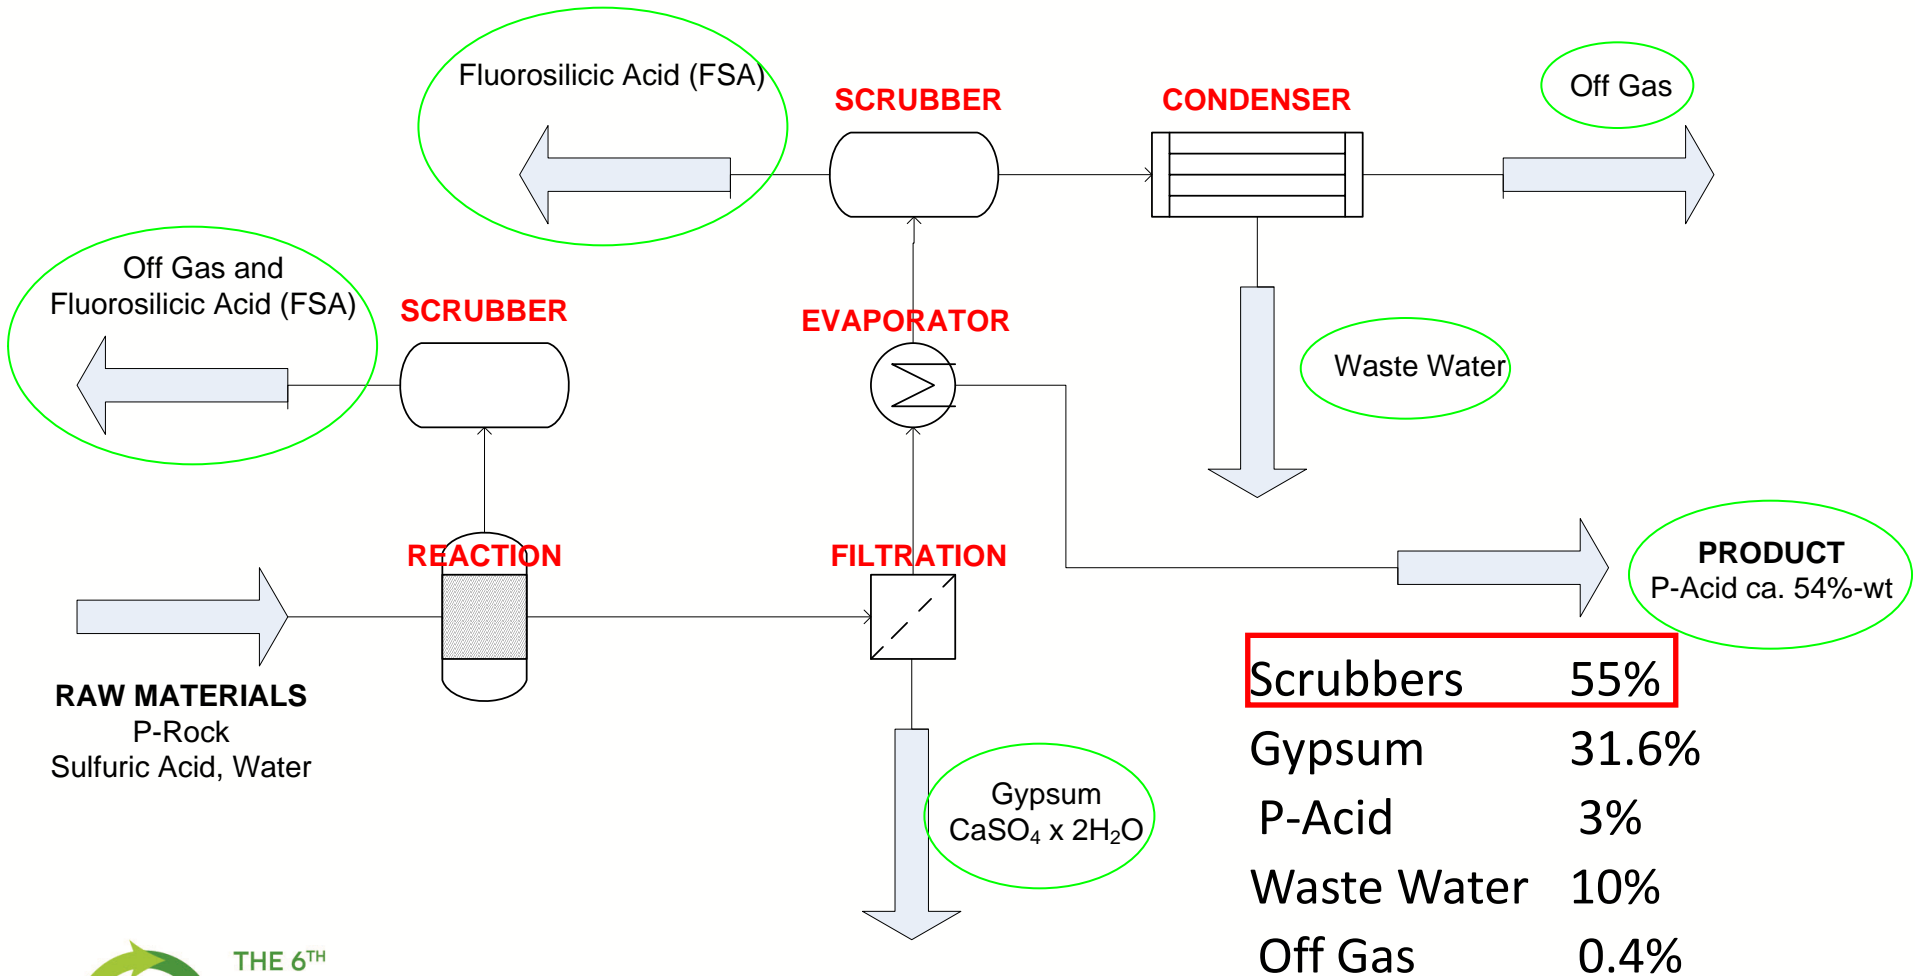 Fluorosilicic Acid (FSA)
SCRUBBER
CONDENSER
Off Gas
Off Gas and
Fluorosilicic Acid (FSA)
SCRUBBER
EVAPORATOR
Waste Water
REACTION
FILTRATION
PRODUCT
P-Acid ca. 54%-wt
RAW MATERIALS
P-Rock
Sulfuric Acid, Water
Gypsum
CaSO₄ x 2H₂O
Scrubbers 55%
Gypsum 31.6%
P-Acid 3%
Waste Water 10%
Off Gas 0.4%
THE 6TH